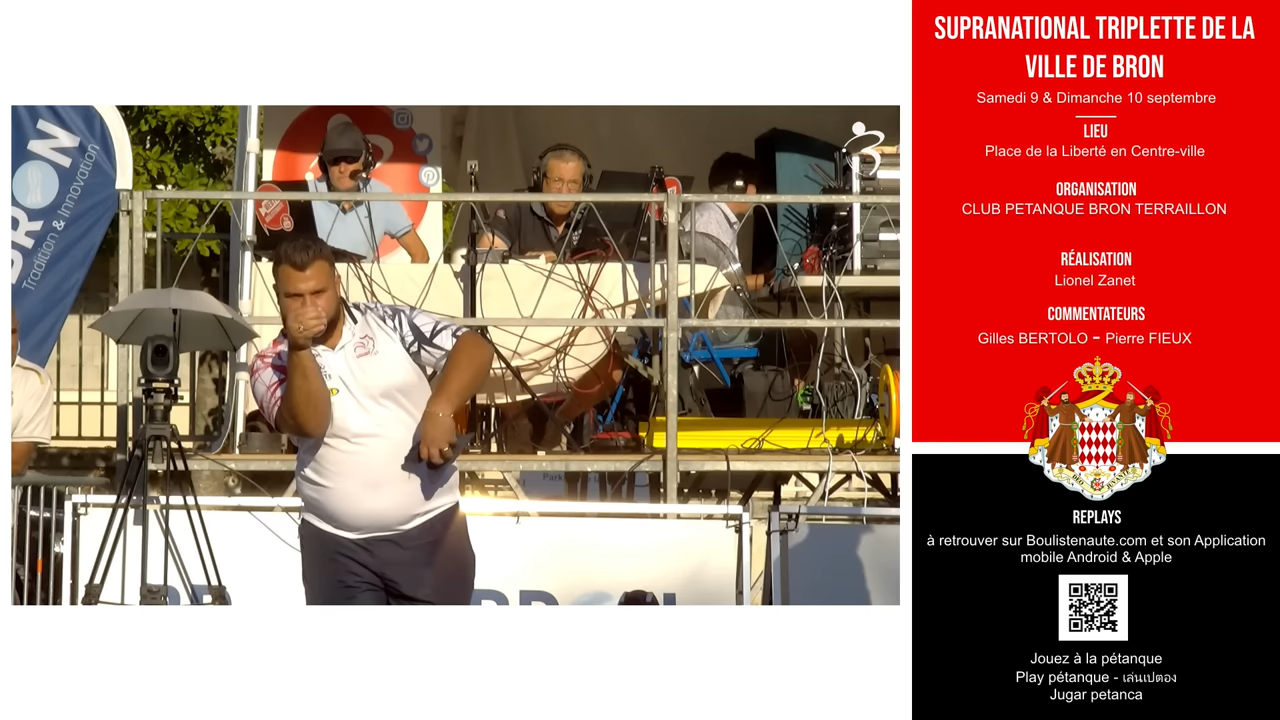 BRON
Tradition & Innovation
SUPRANATIONAL TRIPLETTE DE LA
VILLE DE BRON
Samedi 9 & Dimanche 10 septembre
LIEU
Place de la Liberté en Centre-ville
ORGANISATION
CLUB PETANQUE BRON TERRAILLON
RÉALISATION
Lionel Zanet
COMMENTATEURS
Gilles BERTOLO - Pierre FIEUX
REPLAYS
à retrouver sur Boulistenaute.com et son Application
mobile Android & Apple
Jouez à la pétanque
Play pétanque - เล่นเปตอง
Jugar petanca